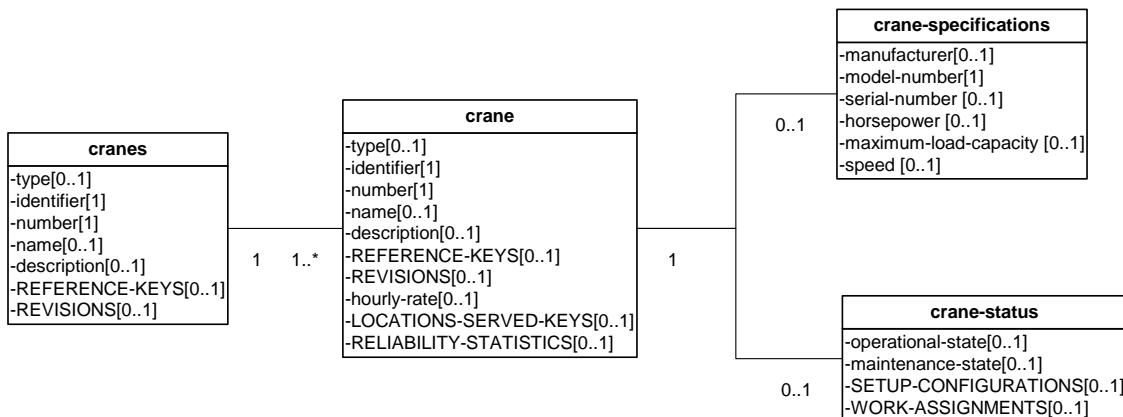 cranes
-type[0..1]
-identifier[1]
-number[1]
-name[0..1]
-description[0..1]
-REFERENCE-KEYS[0..1]
-REVISIONS[0..1]
1
1..*
crane
-type[0..1]
-identifier[1]
-number[1]
-name[0..1]
-description[0..1]
-REFERENCE-KEYS[0..1]
-REVISIONS[0..1]
-hourly-rate[0..1]
-LOCATIONS-SERVED-KEYS[0..1]
-RELIABILITY-STATISTICS[0..1]
1
0..1
crane-specifications
-manufacturer[0..1]
-model-number[1]
-serial-number [0..1]
-horsepower [0..1]
-maximum-load-capacity [0..1]
-speed [0..1]
0..1
crane-status
-operational-state[0..1]
-maintenance-state[0..1]
-SETUP-CONFIGURATIONS[0..1]
-WORK-ASSIGNMENTS[0..1]